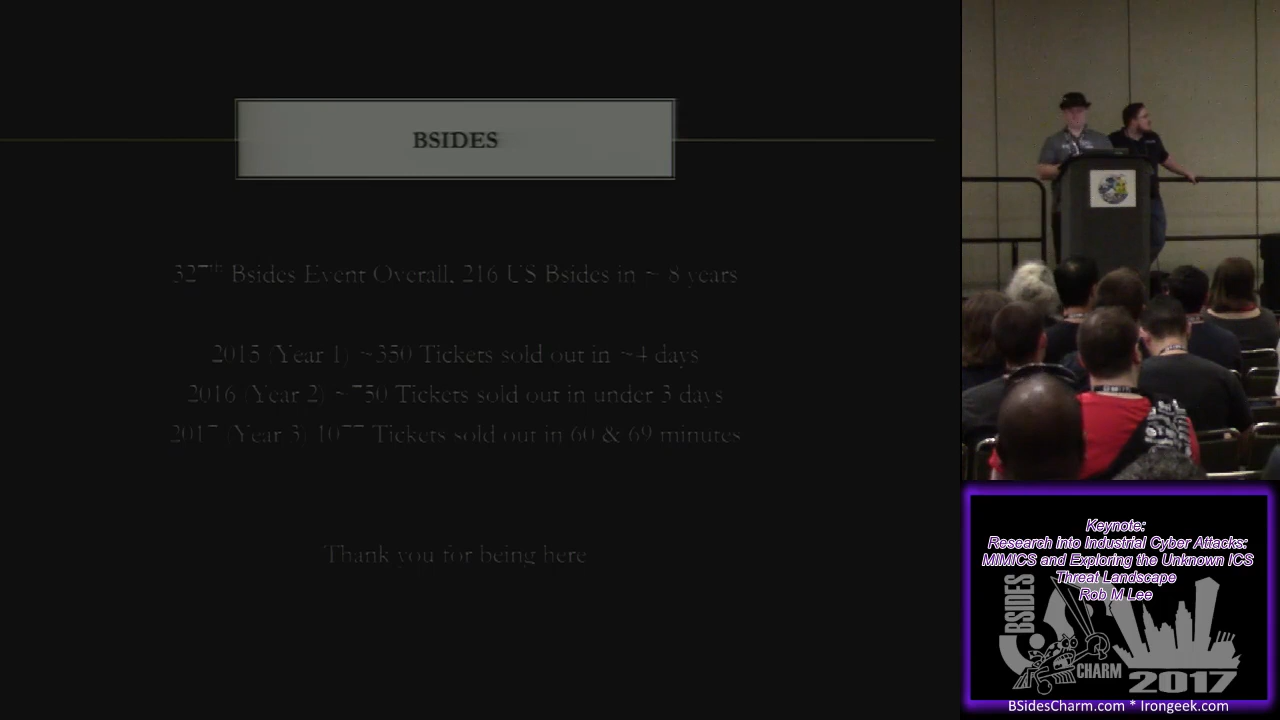 BSIDES
327th Bsides Event Overall, 216 US Bsides in ~ 8 years
2015 (Year 1) ~350 Tickets sold out in ~4 days
2016 (Year 2) ~750 Tickets sold out in under 3 days
2017 (Year 3) 1077 Tickets sold out in 60 & 69 minutes
Thank you for being here
Keynote:
Research into Industrial Cyber Attacks:
MIMICS and Exploring the Unknown ICS
Threat Landscape
Rob M Lee
BSIDES
CHARM
2017
BSidesCharm.com * Irongeek.com